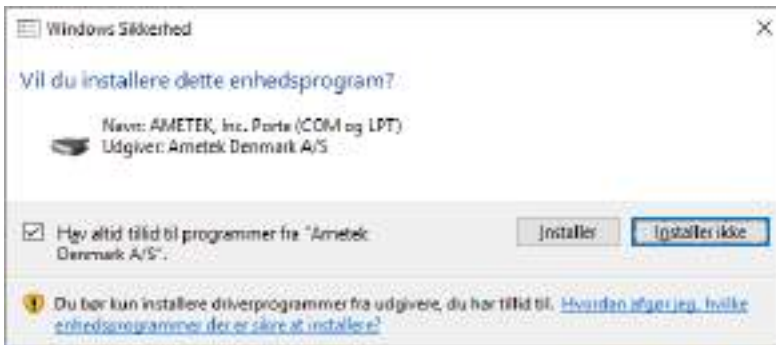 Windows Sikkerhed
Vil du installere dette enhedsprogram?
Navn: AMETEK, Inc. Porte (COM og LPT)
Udgiver: Ametek Denmark A/S
Hav altid tillid til programmer fra "Ametek
Denmark A/S".
Installer
Installer ikke
Du bør kun installere driverprogrammer fra udgivere, du har tillid til. Hvordan afgør jeg, hvilke
enhedsprogrammer der er sikre at installere?